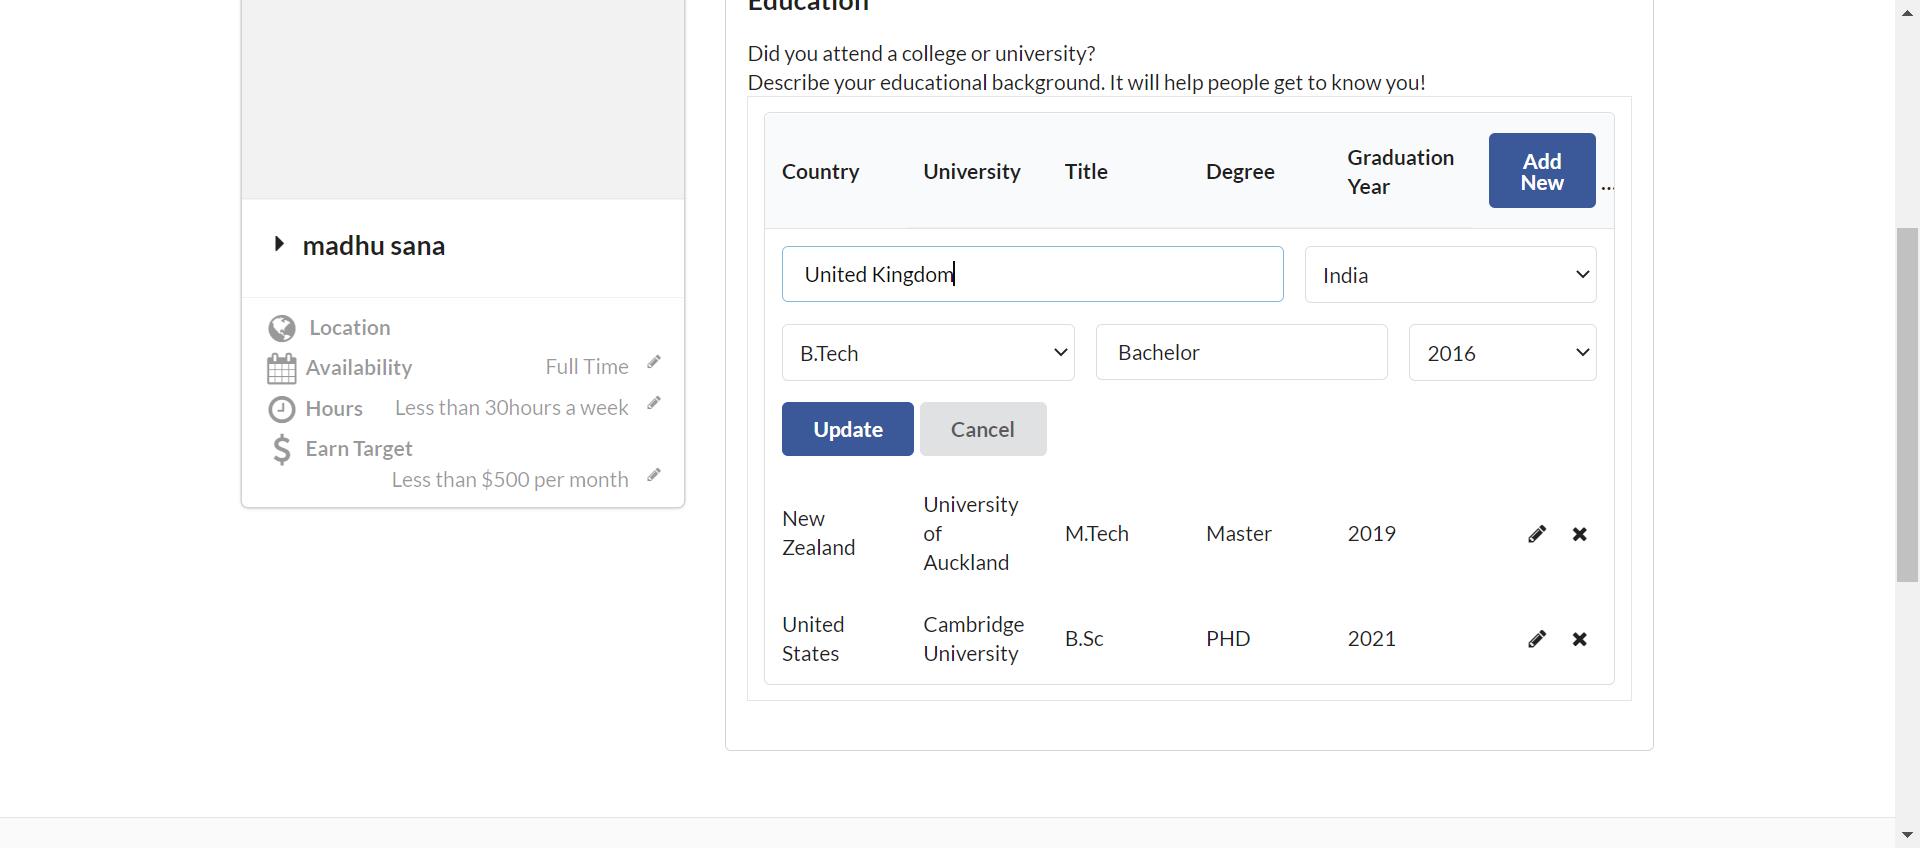 Education
Did you attend a college or university?
Describe your educational background. It will help people get to know you!
Country University Title Degree Graduation Year Add New ...
United Kingdom India
B.Tech Bachelor 2016
Update Cancel
New Zealand University of Auckland M.Tech Master 2019
United States Cambridge University B.Sc PHD 2021
madhu sana
Location
Availability Full Time
Hours Less than 30hours a week
Earn Target
Less than $500 per month